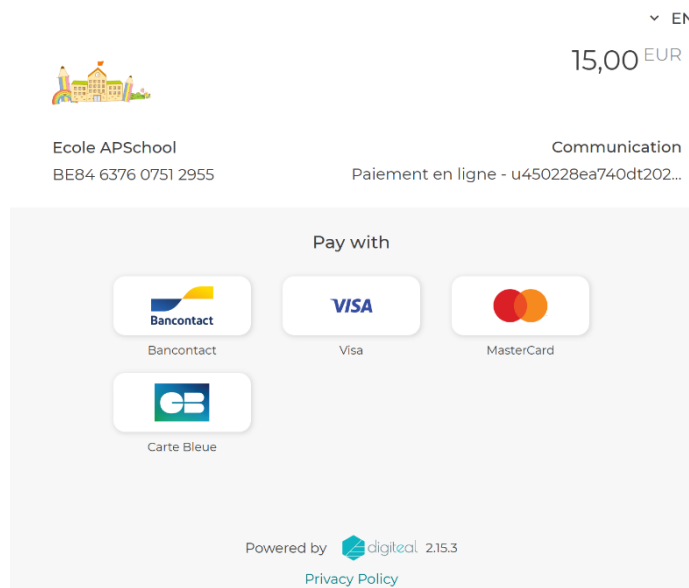 EN
15,00 EUR
Ecole APSchool
BE84 6376 0751 2955
Communication
Paiement en ligne - u450228ea740dt202...
Pay with
Bancontact
VISA
Bancontact
Visa
MasterCard
CB
Carte Bleue
Powered by digiteal 2.15.3
Privacy Policy